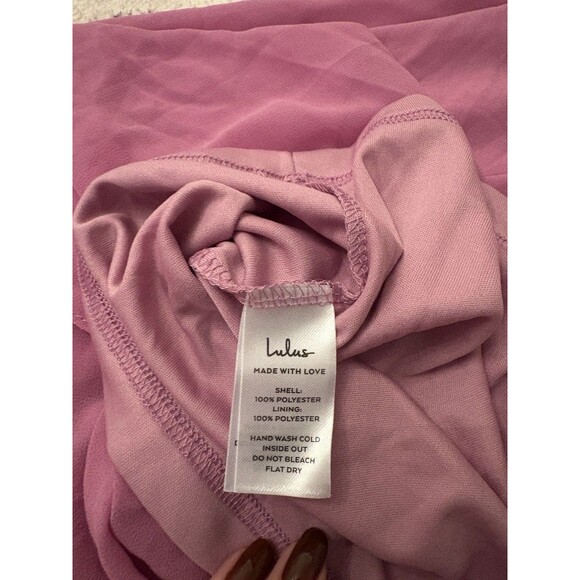 Lulus
MADE WITH LOVE
SHELL:
100% POLYESTER
LINING:
100% POLYESTER
HAND WASH COLD
INSIDE OUT
DO NOT BLEACH
FLAT DRY